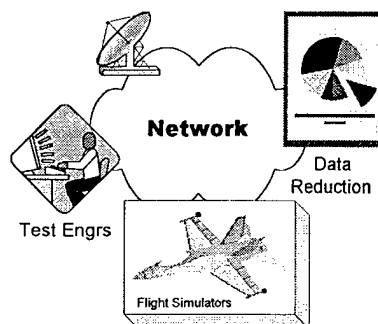 Network
Data
Reduction
Test Engrs
Flight Simulators